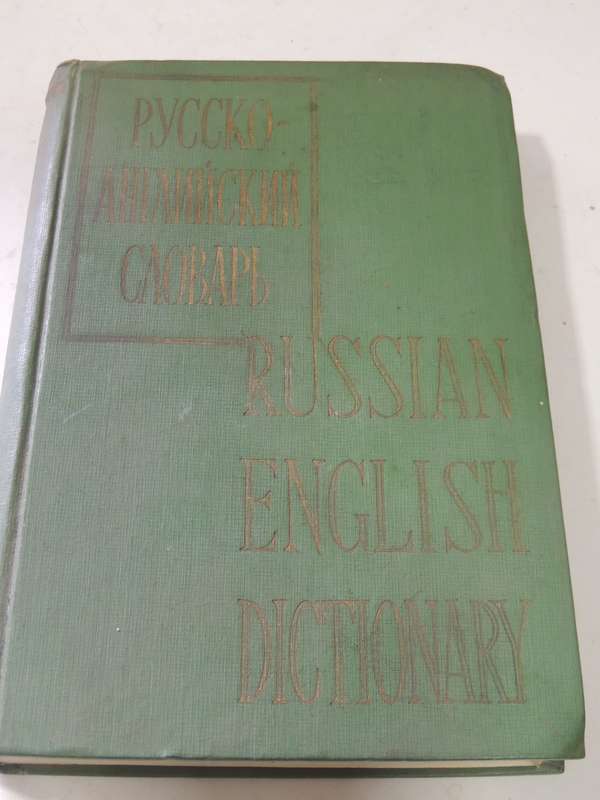 РУССКО-
АНГЛИЙСКИЙ
СЛОВАРЬ
RUSSIAN
ENGLISH
DICTIONARY